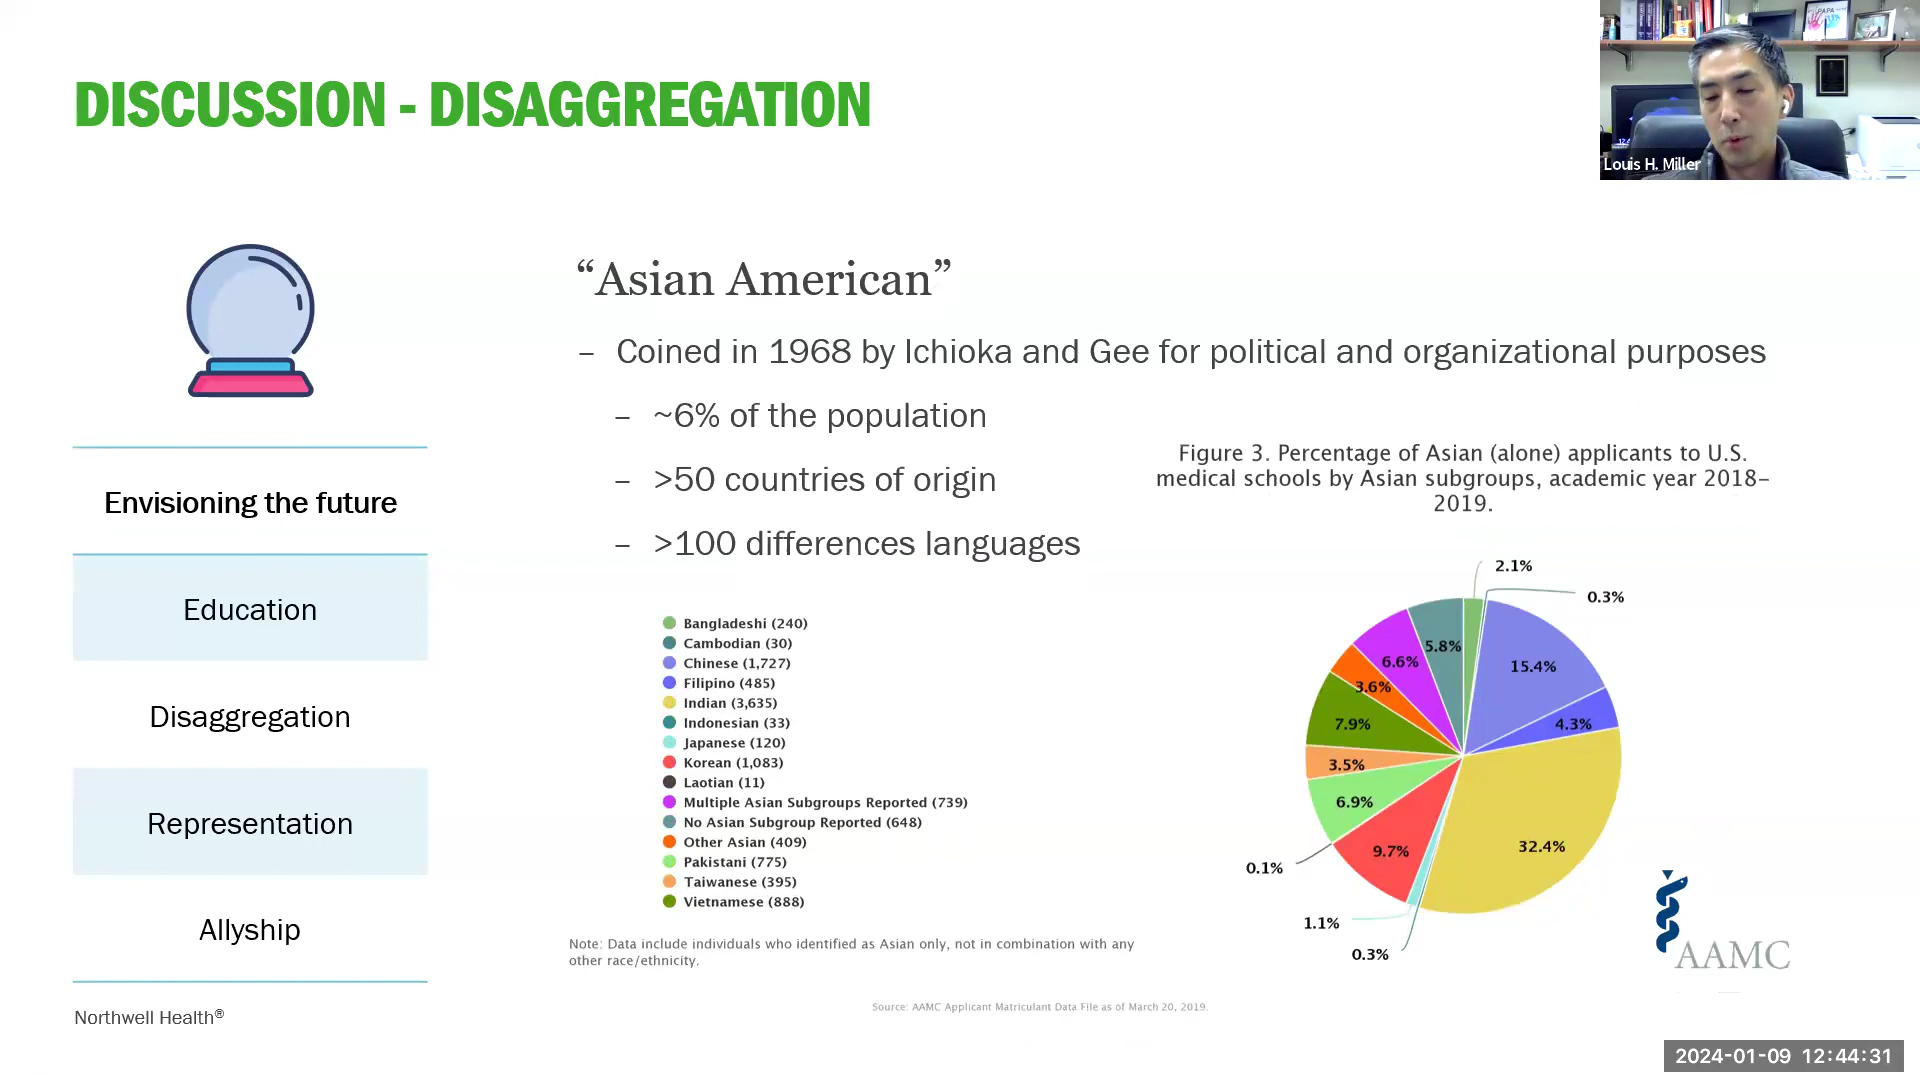 DISCUSSION - DISAGGREGATION
PAPA
Louis H. Miller
“Asian American”
– Coined in 1968 by Ichioka and Gee for political and organizational purposes
– ~6% of the population
– >50 countries of origin
– >100 differences languages
Envisioning the future
Education
Disaggregation
Representation
Allyship
Northwell Health®
Figure 3. Percentage of Asian (alone) applicants to U.S.
medical schools by Asian subgroups, academic year 2018–
2019.
Bangladeshi (240)
Cambodian (30)
Chinese (1,727)
Filipino (485)
Indian (3,635)
Indonesian (33)
Japanese (120)
Korean (1,083)
Laotian (11)
Multiple Asian Subgroups Reported (739)
No Asian Subgroup Reported (648)
Other Asian (409)
Pakistani (775)
Taiwanese (395)
Vietnamese (888)
2.1%
0.3%
15.4%
4.3%
32.4%
0.3%
1.1%
9.7%
0.1%
6.9%
3.5%
7.9%
3.6%
6.6%
5.8%
AAMC
Note: Data include individuals who identified as Asian only, not in combination with any
other race/ethnicity.
Source: AAMC Applicant Matriculant Data File as of March 20, 2019.
2024-01-09 12:44:31